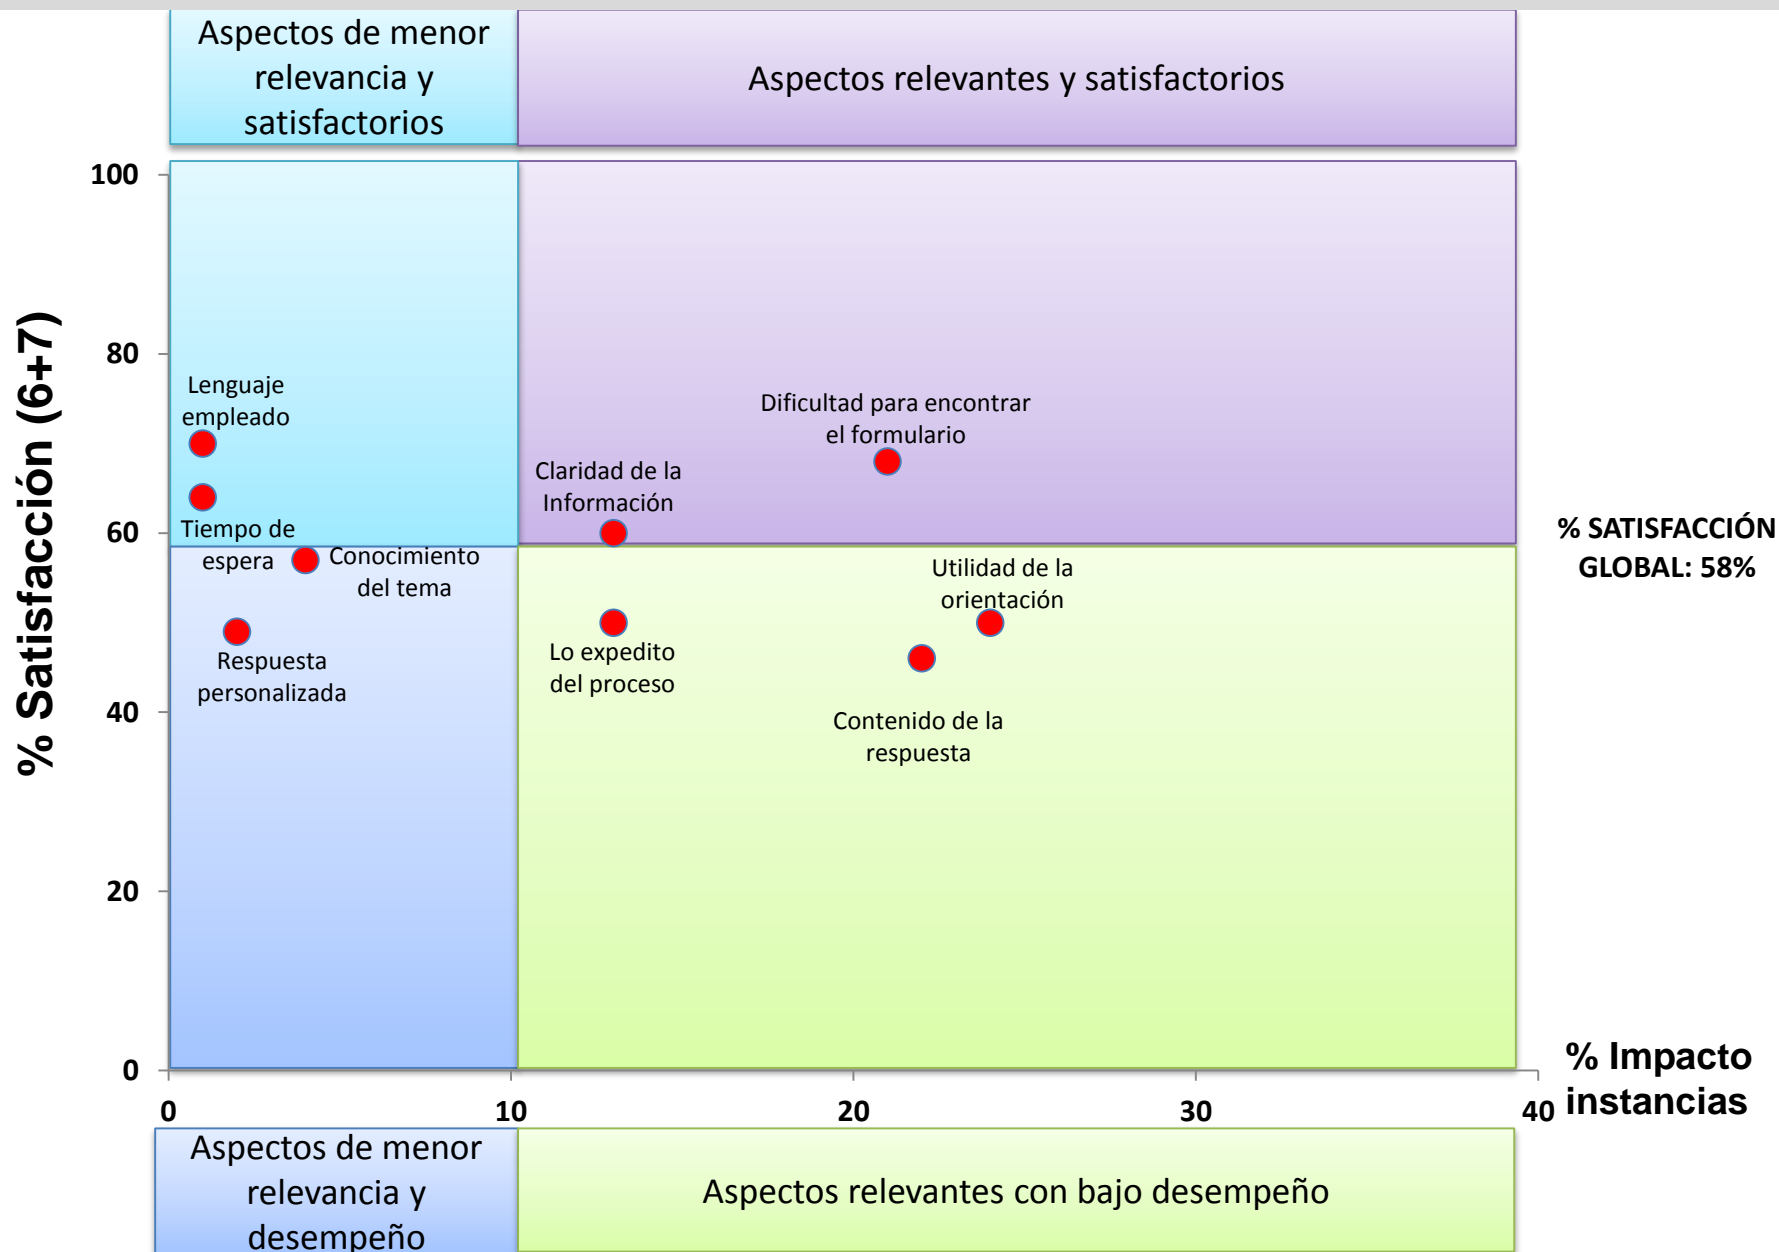 Aspectos de menor
relevancia y
satisfactorios
Aspectos relevantes y satisfactorios
% Satisfacción (6+7)
100
80
60
40
20
0
Lenguaje
empleado
Tiempo de
espera
Conocimiento
del tema
Respuesta
personalizada
Dificultad para encontrar
el formulario
Claridad de la
Información
Utilidad de la
orientación
Lo expedito
del proceso
Contenido de la
respuesta
% SATISFACCIÓN
GLOBAL: 58%
0
10
20
30
40
% Impacto
instancias
Aspectos de menor
relevancia y
desempeño
Aspectos relevantes con bajo desempeño